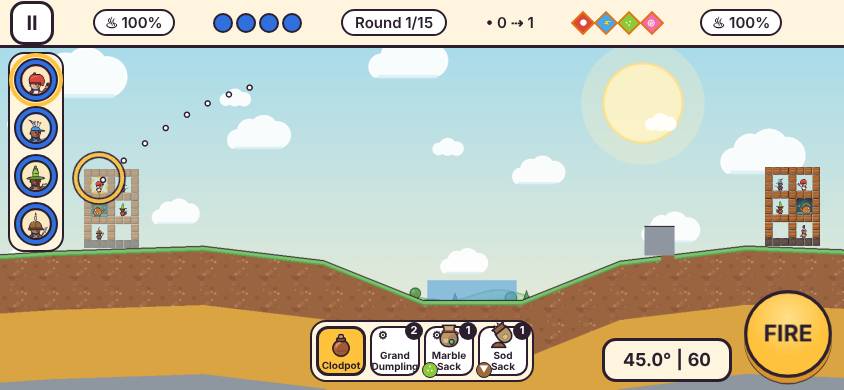 100%
Round 1/15
• 0 ⇢ 1
100%
Clodpot
2
Grand
Dumpling
1
Marble
Sack
1
Sod
Sack
45.0° | 60
FIRE